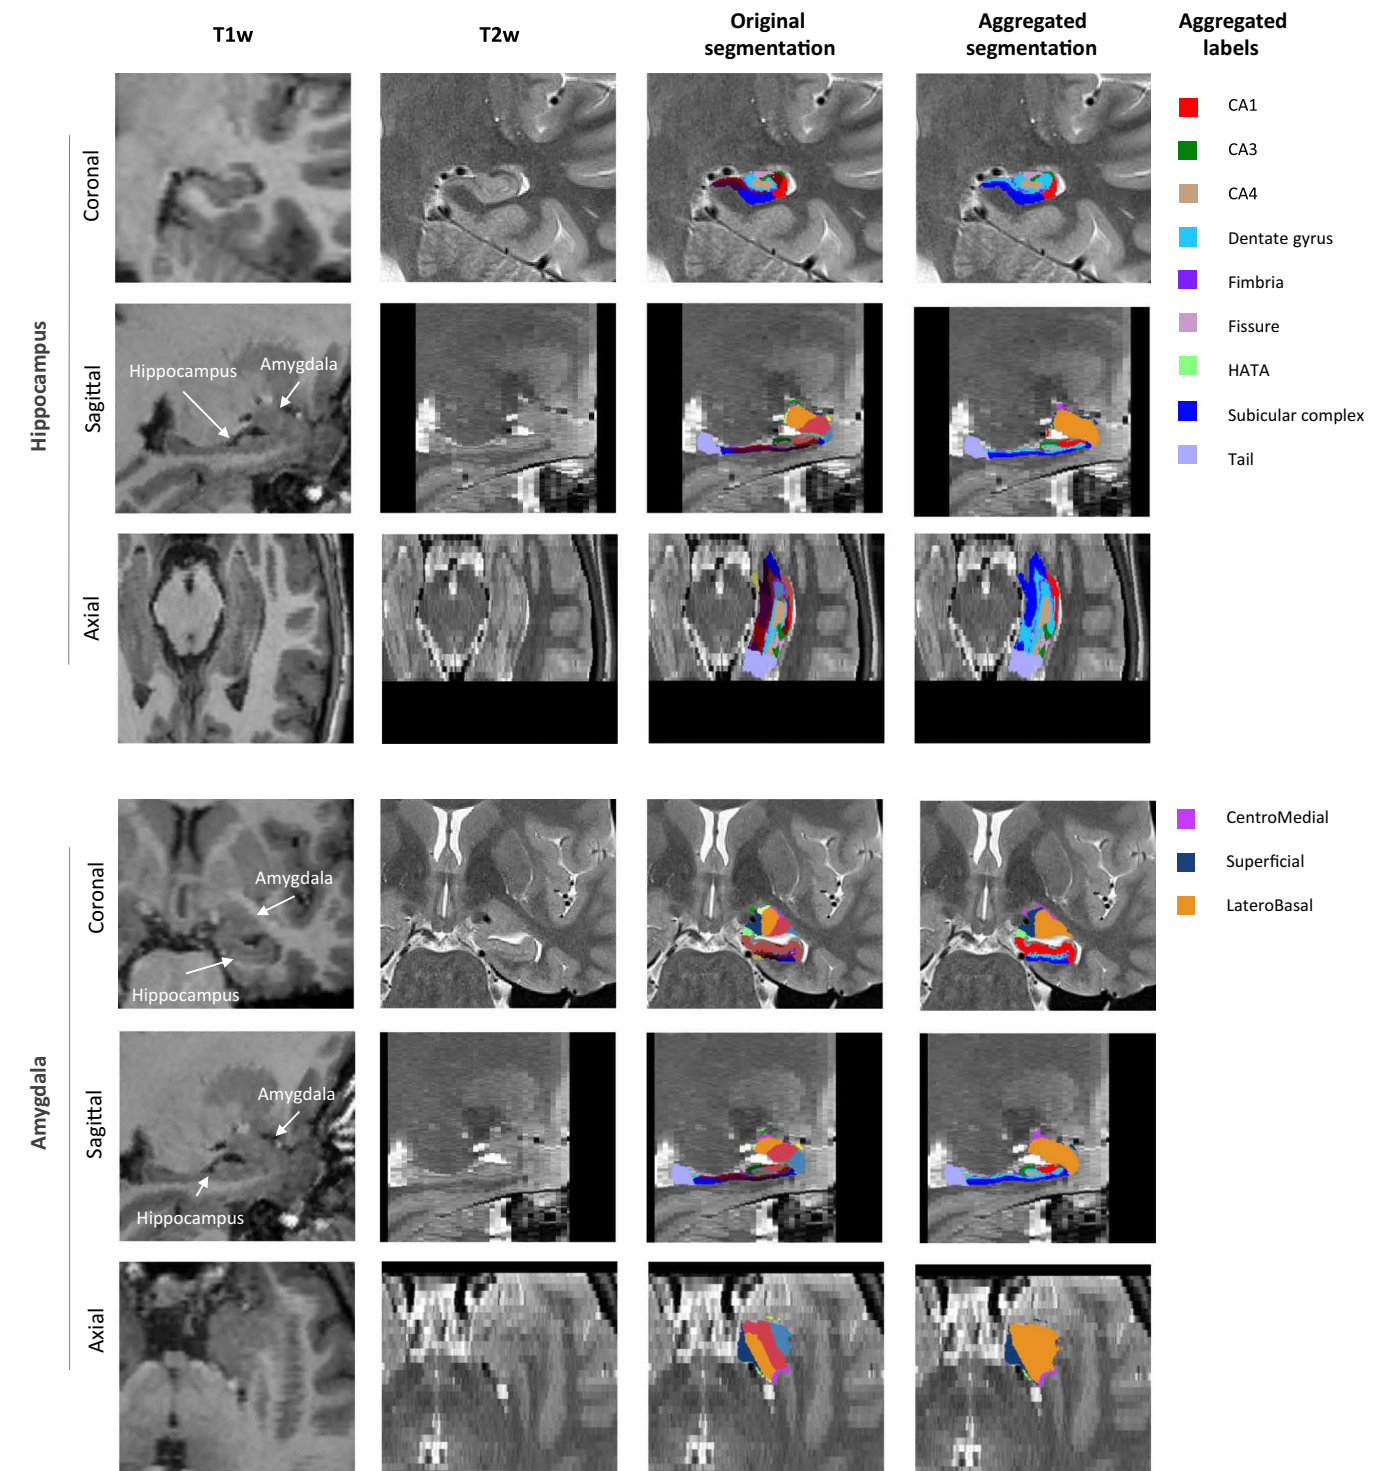 T1w
T2w
Original
segmentation
Aggregated
segmentation
Aggregated
labels
Hippocampus
Coronal
CA1
CA3
CA4
Dentate gyrus
Fimbria
Fissure
HATA
Subicular complex
Tail
Sagittal
Hippocampus
Amygdala
Axial
Amygdala
Coronal
Amygdala
Hippocampus
CentroMedial
Superficial
LateroBasal
Sagittal
Amygdala
Hippocampus
Axial